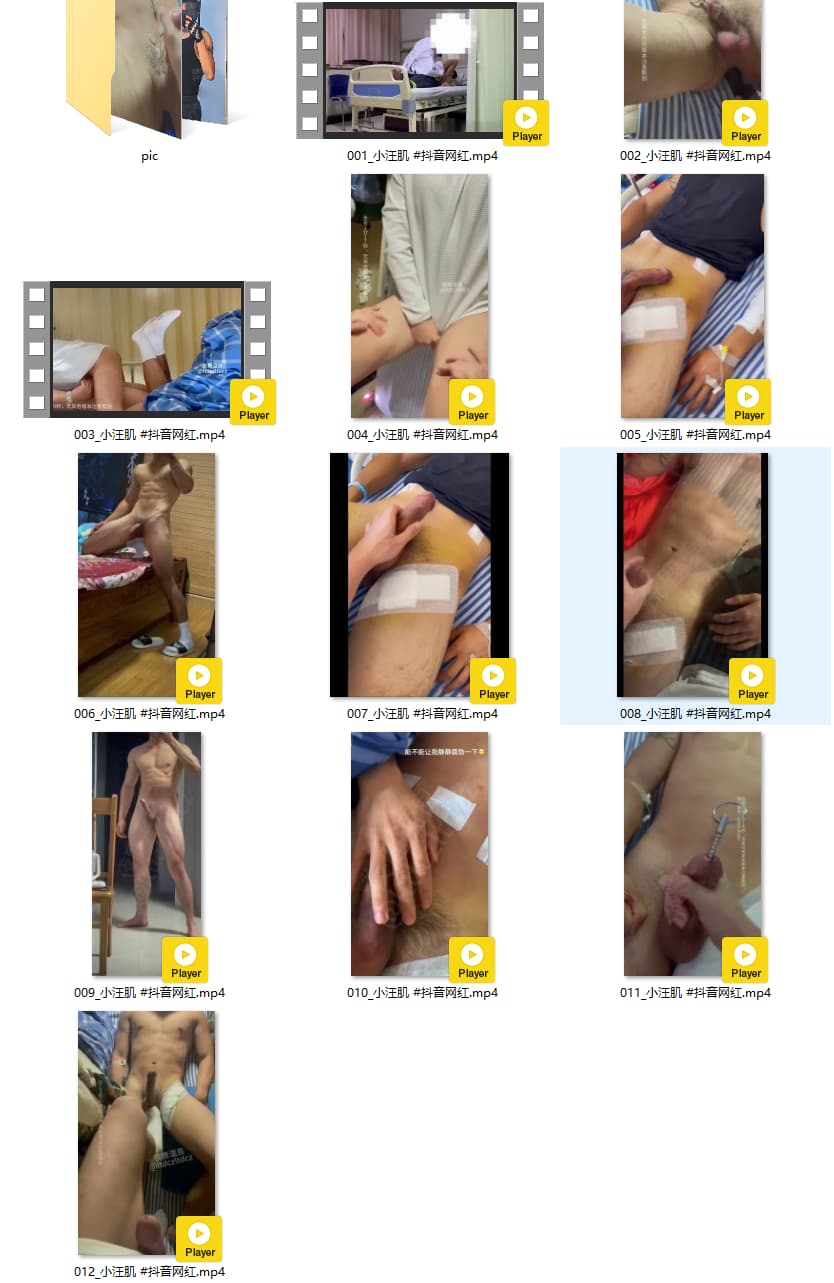 pic
001_小汪肌 #抖音网红.mp4
002_小汪肌 #抖音网红.mp4
Player
Player
003_小汪肌 #抖音网红.mp4
004_小汪肌 #抖音网红.mp4
005_小汪肌 #抖音网红.mp4
Player
Player
Player
006_小汪肌 #抖音网红.mp4
007_小汪肌 #抖音网红.mp4
008_小汪肌 #抖音网红.mp4
Player
Player
Player
能不能让我静静震动一下
009_小汪肌 #抖音网红.mp4
010_小汪肌 #抖音网红.mp4
011_小汪肌 #抖音网红.mp4
Player
Player
Player
@ltdczltdcz
012_小汪肌 #抖音网红.mp4
Player